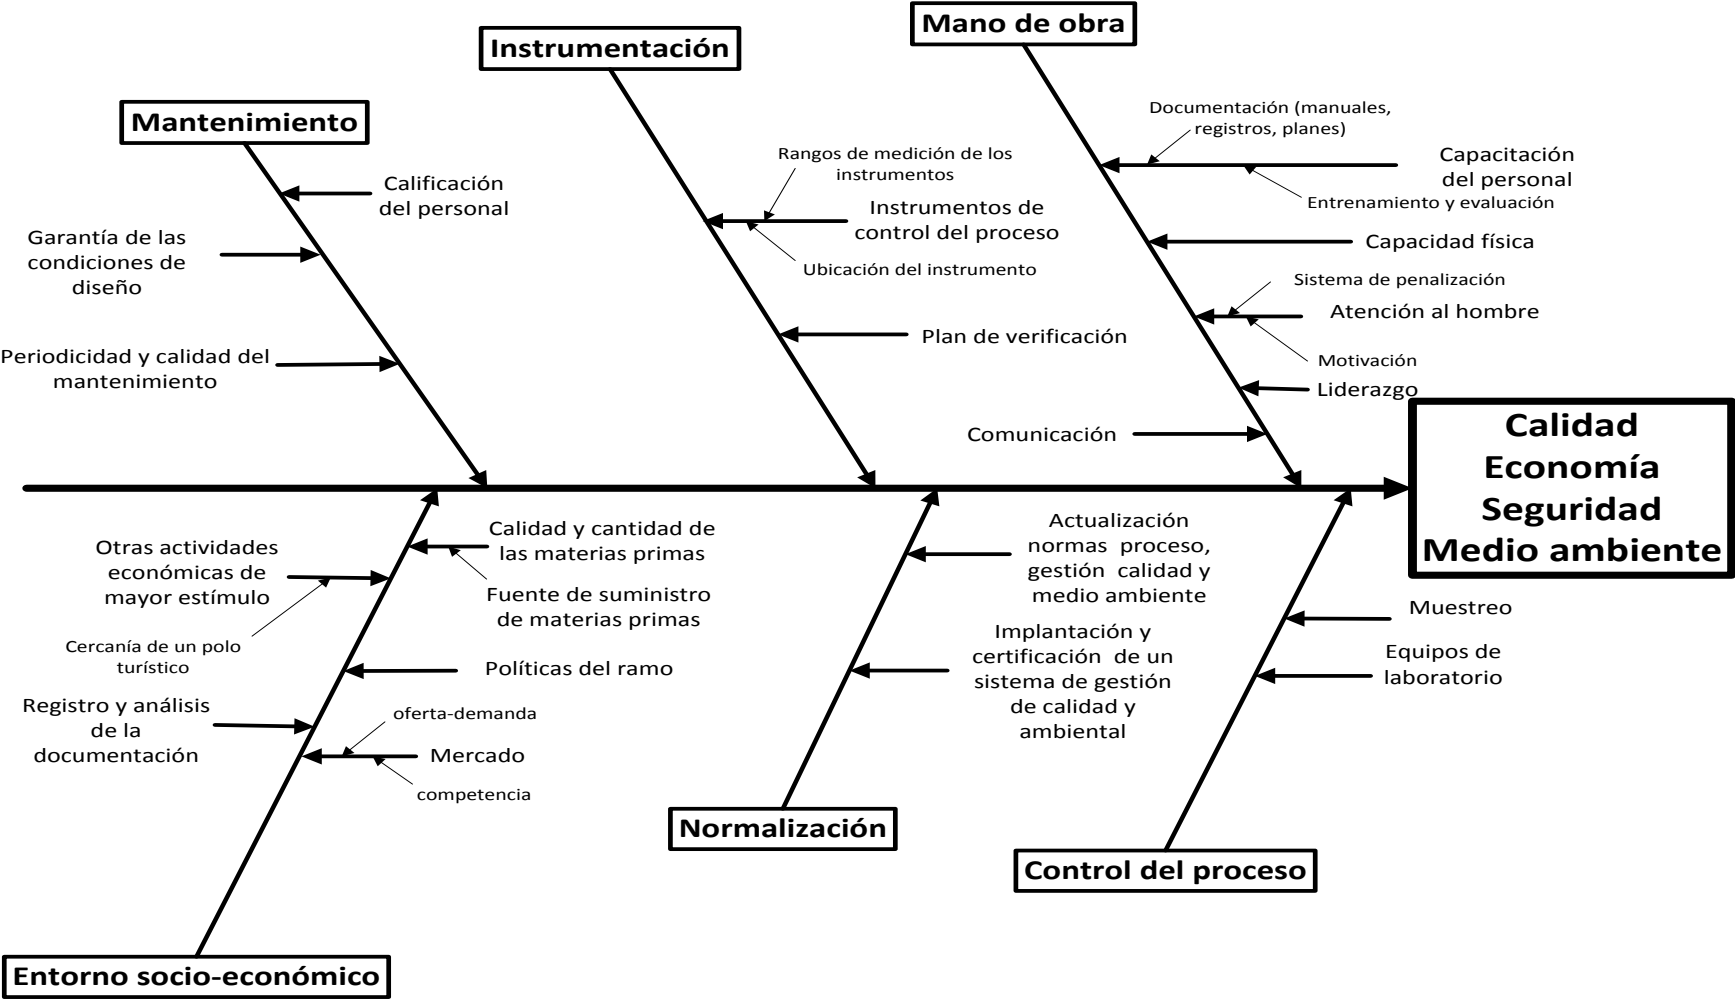 Mano de obra
Instrumentación
Mantenimiento
Documentación (manuales,
registros, planes)
Capacitación
del personal
Entrenamiento y evaluación
Capacidad física
Sistema de penalización
Atención al hombre
Motivación
Liderazgo
Comunicación
Rangos de medición de los
instrumentos
Instrumentos de
control del proceso
Ubicación del instrumento
Plan de verificación
Calificación
del personal
Garantía de las
condiciones de
diseño
Periodicidad y calidad del
mantenimiento
Calidad
Economía
Seguridad
Medio ambiente
Calidad y cantidad de
las materias primas
Otras actividades
económicas de
mayor estímulo
Fuente de suministro
de materias primas
Cercanía de un polo
turístico
Políticas del ramo
Registro y análisis
de la
documentación
oferta-demanda
Mercado
competencia
Actualización
normas  proceso,
gestión  calidad y
medio ambiente
Implantación y
certificación  de un
sistema de gestión
de calidad y
ambiental
Muestreo
Equipos de
laboratorio
Normalización
Control del proceso
Entorno socio-económico